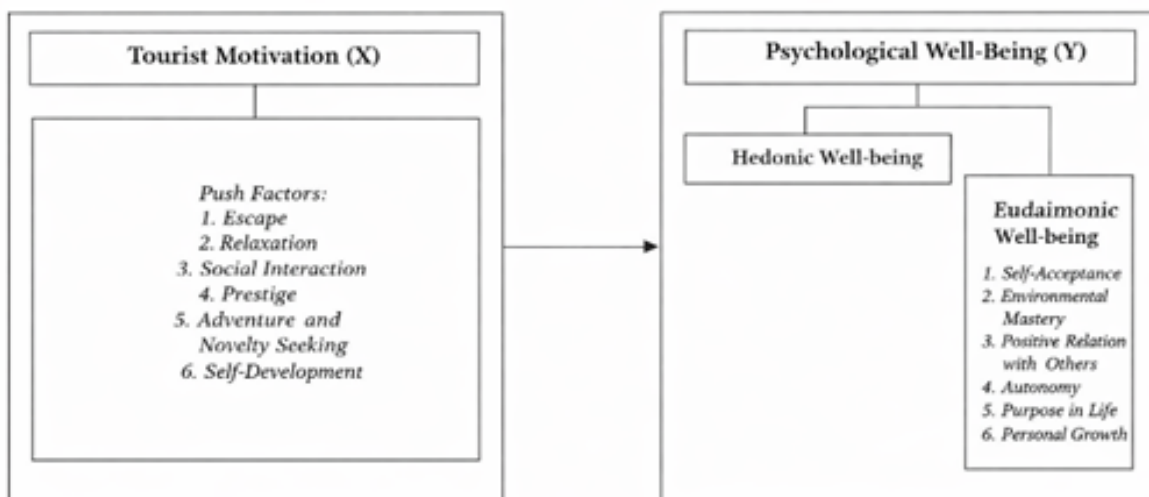 Tourist Motivation (X)
Push Factors:
1. Escape
2. Relaxation
3. Social Interaction
4. Prestige
5. Adventure and
Novelty Seeking
6. Self-Development
Psychological Well-Being (Y)
Hedonic Well-being
Eudaimonic
Well-being
1. Self-Acceptance
2. Environmental
Mastery
3. Positive Relation
with Others
4. Autonomy
5. Purpose in Life
6. Personal Growth